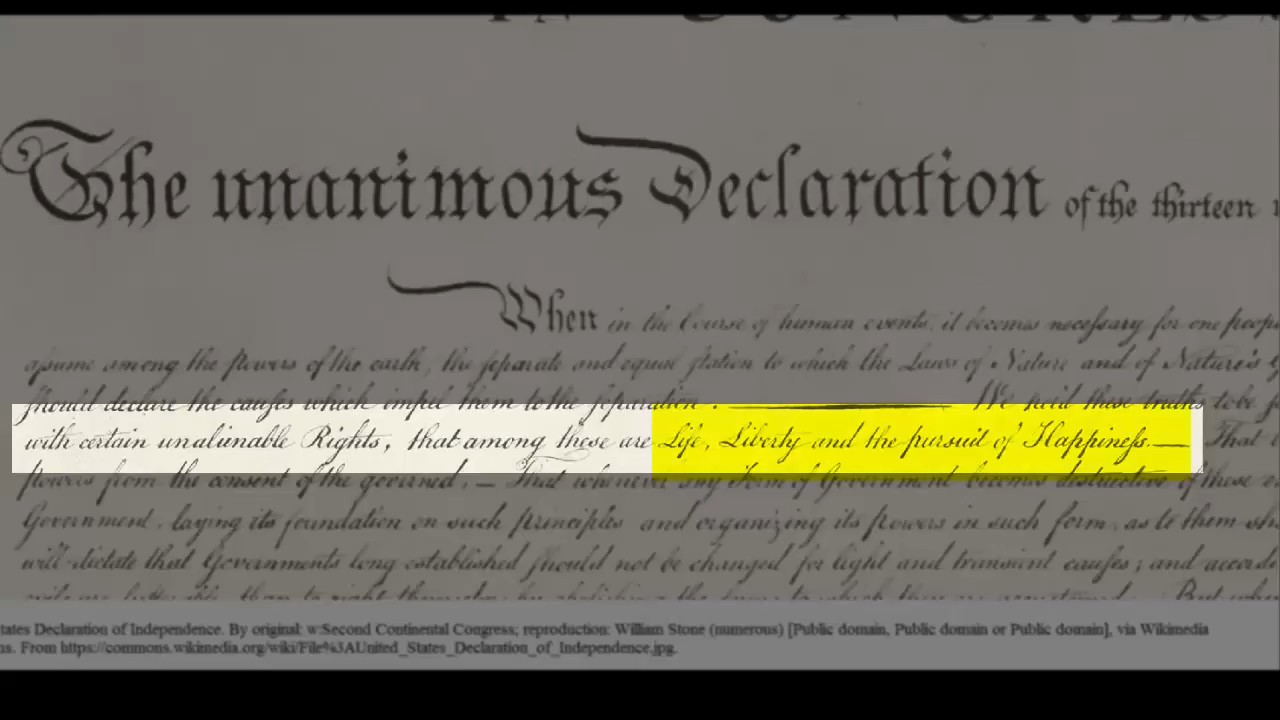 IN CONGRESS
The unanimous Declaration of the thirteen
When in the Course of human events, it becomes necessary for one peop
assume among the powers of the earth, the separate and equal station to which the Laws of Nature and of Nature's
should declare the causes which impel them to the separation. We hold these truths to be
with certain unalienable Rights, that among these are Life, Liberty and the pursuit of Happiness.— That
powers from the consent of the governed, — That whenever any Form of Government becomes destructive of these
Government, laying its foundation on such principles and organizing its powers in such form, as to them
will dictate that Governments long established should not be changed for light and transient causes; and accord
But
tates Declaration of Independence. By original: w:Second Continental Congress; reproduction: William Stone (numerous) [Public domain, Public domain or Public domain], via Wikimedia
ns. From https://commons.wikimedia.org/wiki/File%3AUnited_States_Declaration_of_Independence.jpg.